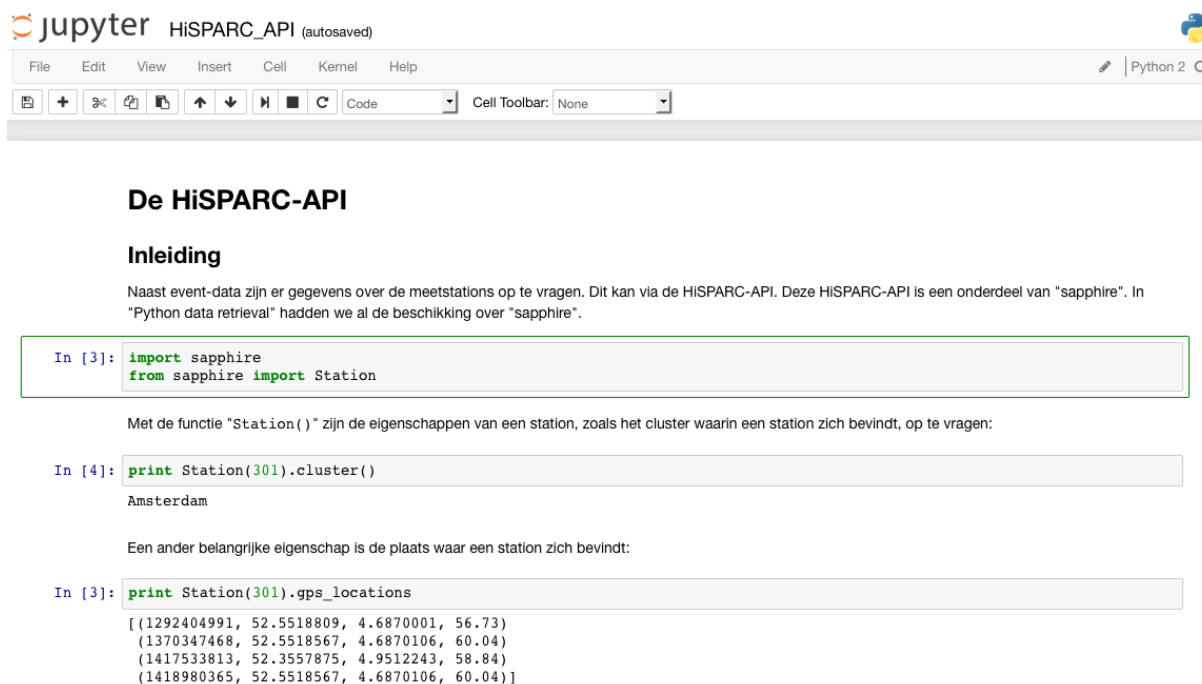 jupyter HiSPARC_API (autosaved)
File Edit View Insert Cell Kernel Help Python 2
Code Cell Toolbar: None
De HiSPARC-API
Inleiding
Naast event-data zijn er gegevens over de meetstations op te vragen. Dit kan via de HiSPARC-API. Deze HiSPARC-API is een onderdeel van "sapphire". In
"Python data retrieval" hadden we al de beschikking over "sapphire".
In [3]: import sapphire
from sapphire import Station
Met de functie "Station()" zijn de eigenschappen van een station, zoals het cluster waarin een station zich bevindt, op te vragen:
In [4]: print Station(301).cluster()
Amsterdam
Een ander belangrijke eigenschap is de plaats waar een station zich bevindt:
In [3]: print Station(301).gps_locations
[(1292404991, 52.5518809, 4.6870001, 56.73)
(1370347468, 52.5518567, 4.6870106, 60.04)
(1417533813, 52.3557875, 4.9512243, 58.84)
(1418980365, 52.5518567, 4.6870106, 60.04)]